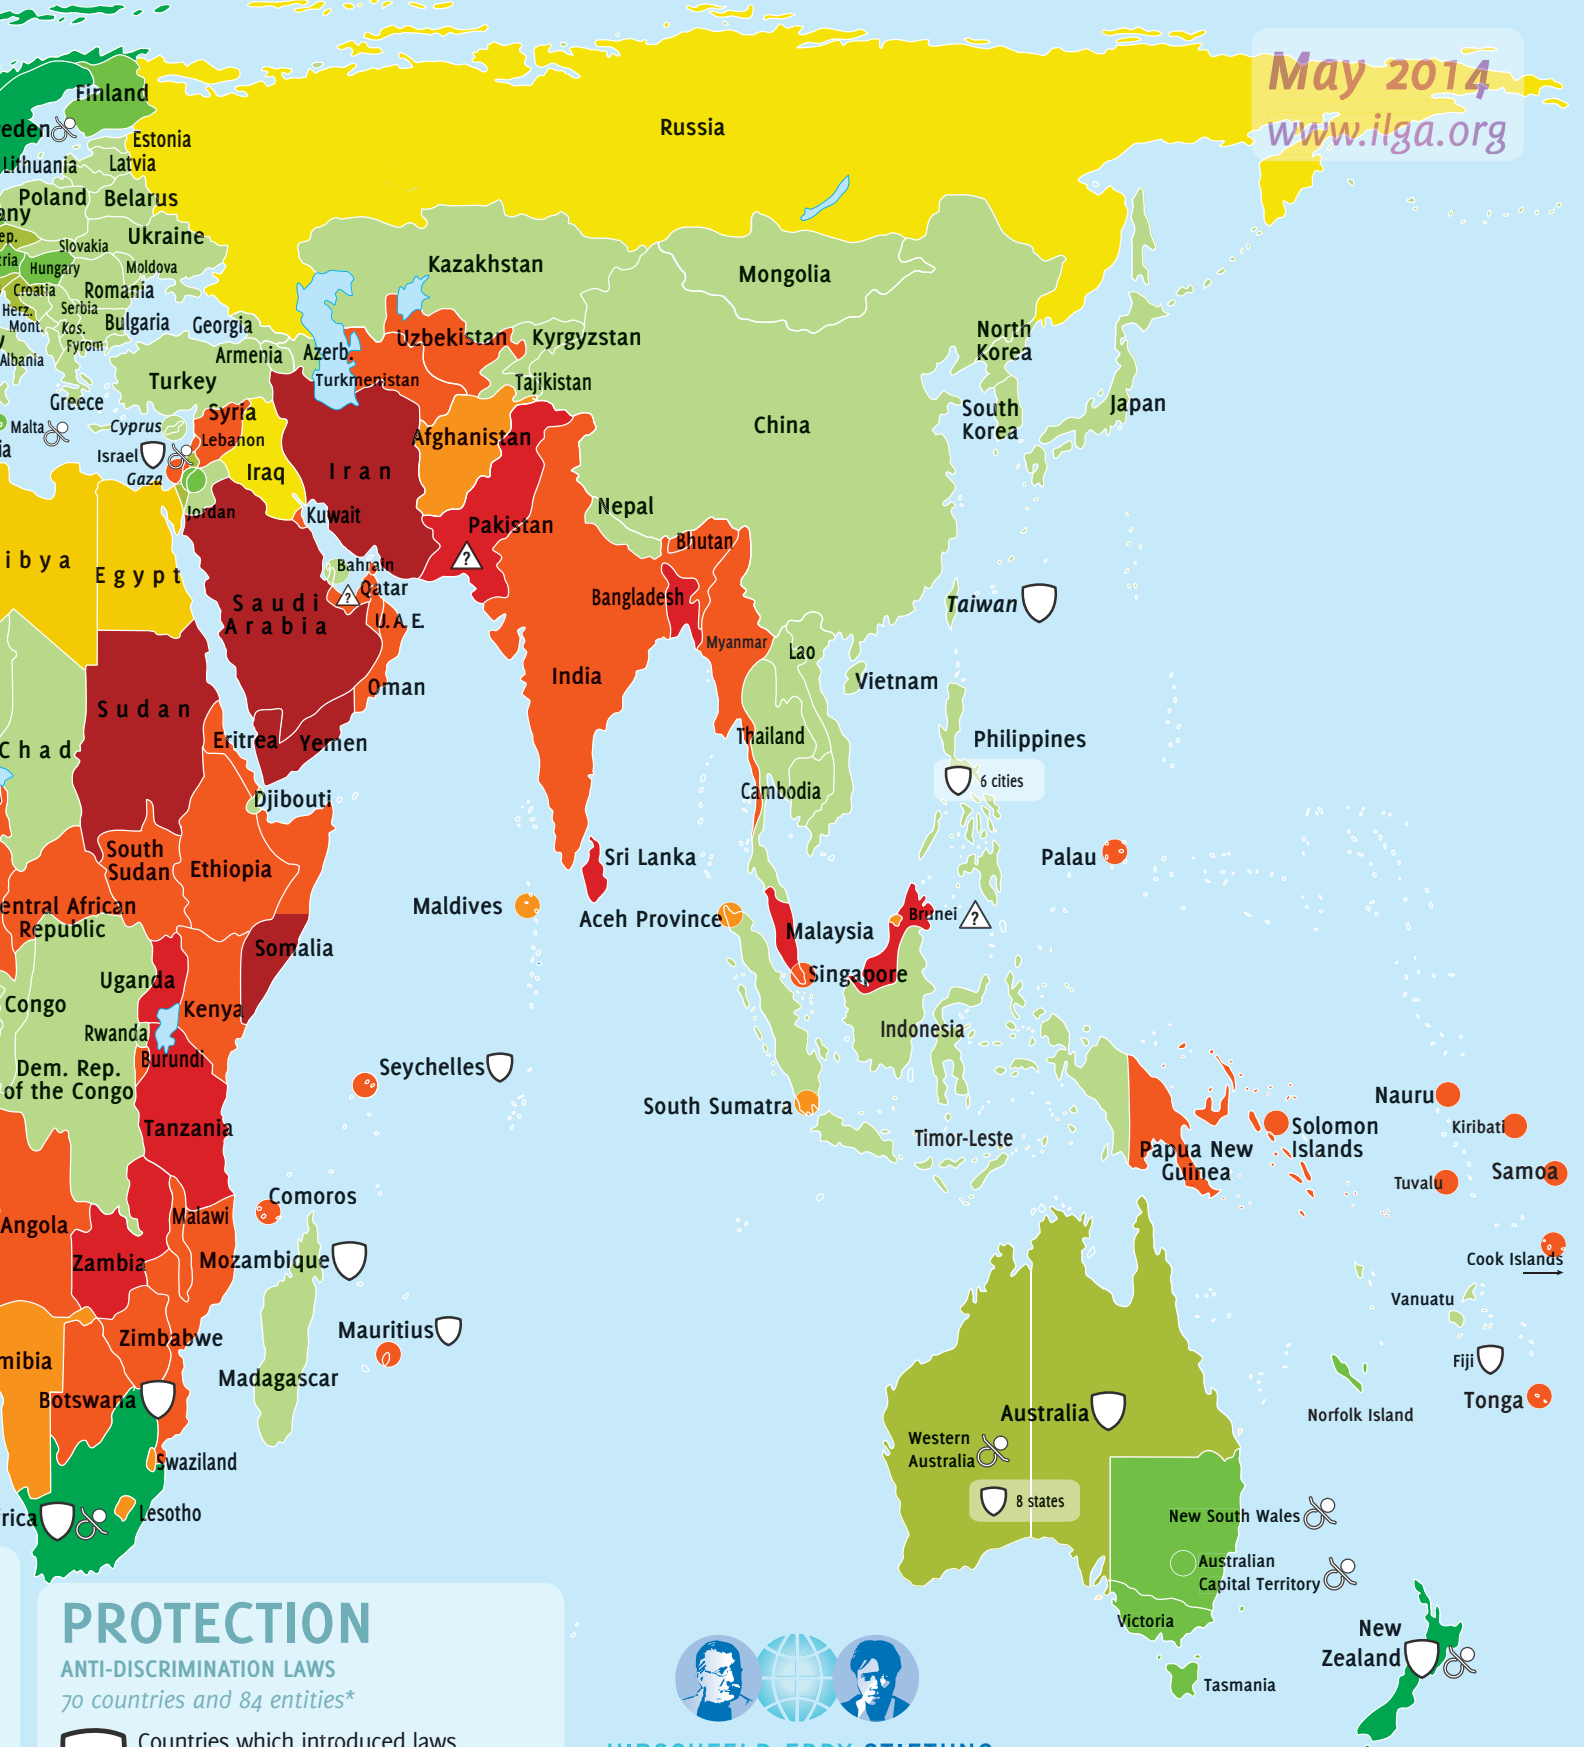 May 2014
www.ilga.org
Finland
eden
Estonia
Russia
Lithuania
Latvia
Poland
Belarus
any
ep.
Slovakia
Ukraine
tria
Hungary
Moldova
Kazakhstan
Mongolia
Croatia
Romania
Herz.
Serbia
Mont.
Kos.
Bulgaria
Georgia
Uzbekistan
Kyrgyzstan
North
Korea
y
Fyrom
Albania
Armenia
Azerb.
Turkey
Turkmenistan
Tajikistan
Greece
Syria
South
Korea
Japan
China
Malta
Cyprus
Lebanon
Afghanistan
ia
Israel
Gaza
Iraq
Iran
Jordan
Kuwait
Pakistan
Nepal
?
Bhutan
ibya
Egypt
Bahrain
Qatar
?
Saudi
Arabia
U.A.E.
Bangladesh
Taiwan
Myanmar
Lao
India
Oman
Vietnam
Sudan
Eritrea
Yemen
Thailand
Philippines
Chad
6 cities
Djibouti
Cambodia
South
Sudan
Ethiopia
Sri Lanka
Palau
entral African
Republic
Maldives
Aceh Province
Malaysia
Brunei
?
Somalia
Uganda
Singapore
Congo
Kenya
Rwanda
Indonesia
Burundi
Dem. Rep.
of the Congo
Seychelles
South Sumatra
Nauru
Tanzania
Timor-Leste
Papua New
Guinea
Solomon
Islands
Kiribati
Samoa
Tuvalu
Comoros
Angola
Malawi
Zambia
Mozambique
Cook Islands
Vanuatu
Mauritius
Zimbabwe
mibia
Madagascar
Fiji
Botswana
Tonga
Australia
Norfolk Island
Western
Australia
Swaziland
8 states
rica
Lesotho
New South Wales
Australian
Capital Territory
Victoria
New
Zealand
Tasmania
PROTECTION
ANTI-DISCRIMINATION LAWS
70 countries and 84 entities*
Countries which introduced laws
HIRSCHFELD-EDDY-STIFTUNG